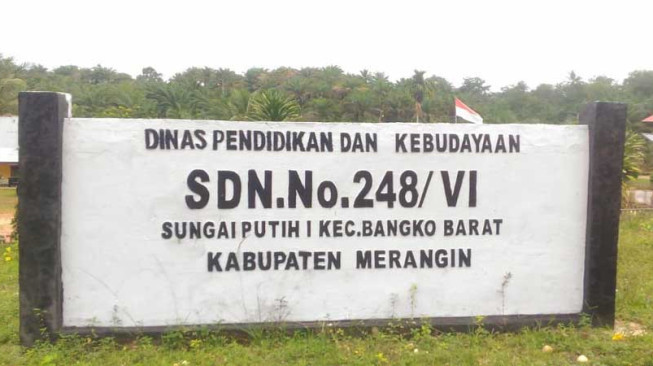 DINAS PENDIDIKAN DAN KEBUDAYAAN
SDN.No.248/VI
SUNGAI PUTIH I KEC.BANGKO BARAT
KABUPATEN MERANGIN